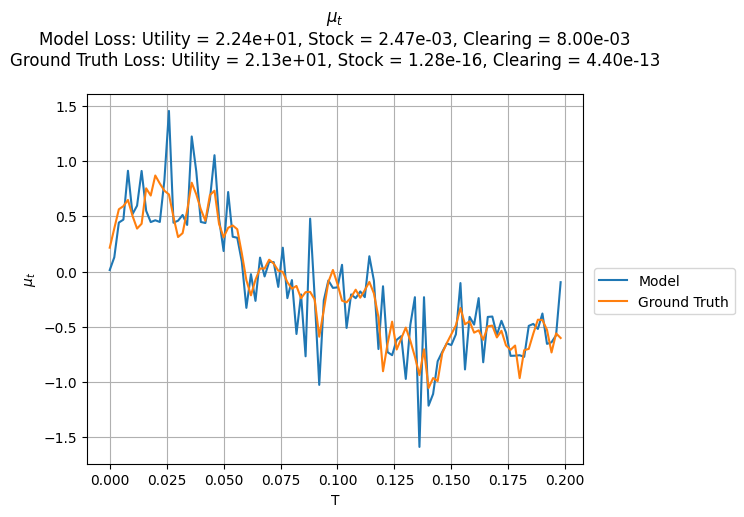 μt
Model Loss: Utility = 2.24e+01, Stock = 2.47e-03, Clearing = 8.00e-03
Ground Truth Loss: Utility = 2.13e+01, Stock = 1.28e-16, Clearing = 4.40e-13
1.5
1.0
0.5
0.0
−0.5
−1.0
−1.5
μt
0.000
0.025
0.050
0.075
0.100
0.125
0.150
0.175
0.200
T
Model
Ground Truth